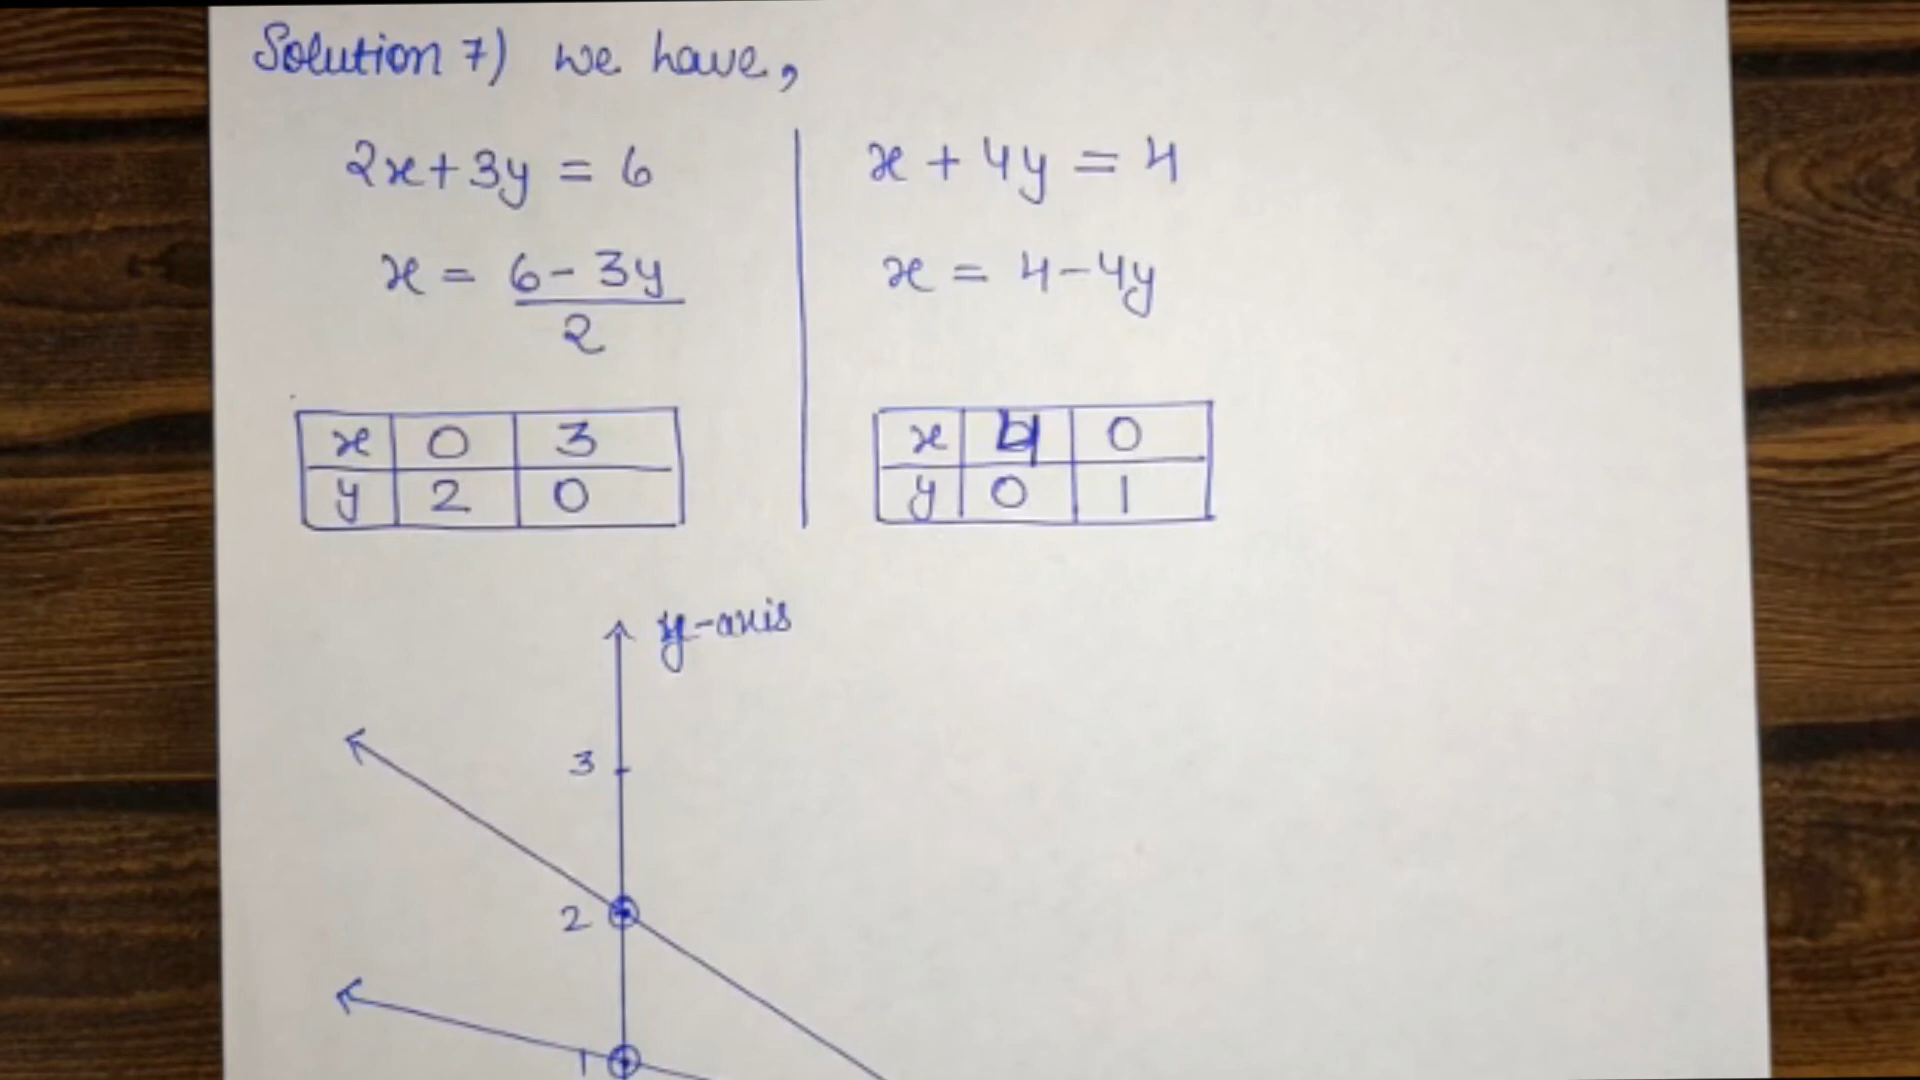 Solution 7) we have,
2x+3y = 6
x = 6-3y
2
x 0 3
y 2 0
x + 4y = 4
x = 4-4y
x 4 0
y 0 1
y-axis
3
2
1